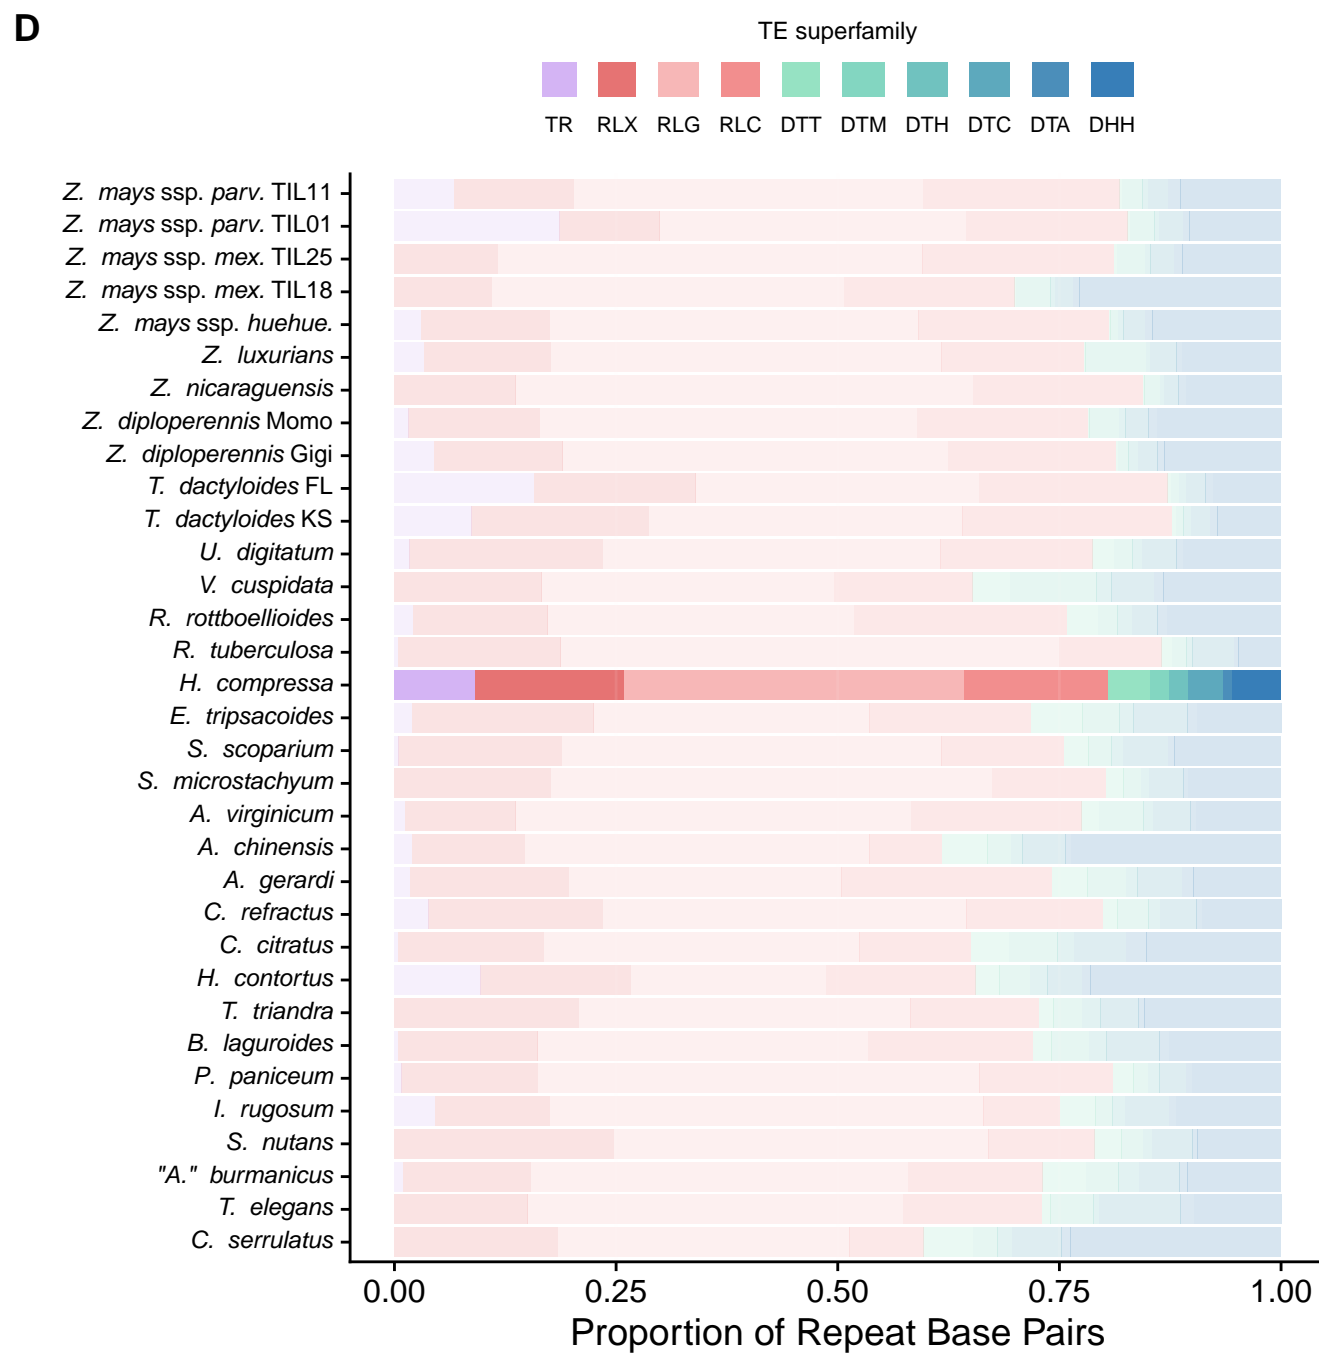 D
TE superfamily
TR RLX RLG RLC DTT DTM DTH DTC DTA DHH
Z. mays ssp. parv. TIL11
Z. mays ssp. parv. TIL01
Z. mays ssp. mex. TIL25
Z. mays ssp. mex. TIL18
Z. mays ssp. huehue.
Z. luxurians
Z. nicaraguensis
Z. diploperennis Momo
Z. diploperennis Gigi
T. dactyloides FL
T. dactyloides KS
U. digitatum
V. cuspidata
R. rottboellioides
R. tuberculosa
H. compressa
E. tripsacoides
S. scoparium
S. microstachyum
A. virginicum
A. chinensis
A. gerardi
C. refractus
C. citratus
H. contortus
T. triandra
B. laguroides
P. paniceum
I. rugosum
S. nutans
"A." burmanicus
T. elegans
C. serrulatus
0.00 0.25 0.50 0.75 1.00
Proportion of Repeat Base Pairs